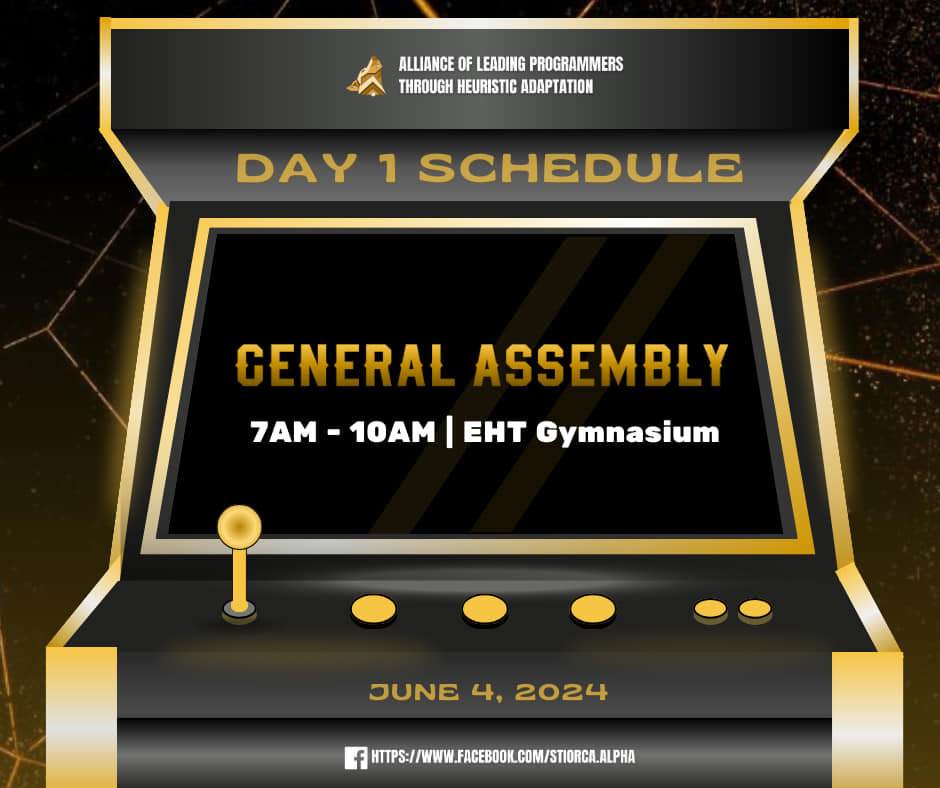 ALLIANCE OF LEADING PROGRAMMERS
THROUGH HEURISTIC ADAPTATION
DAY 1 SCHEDULE
GENERAL ASSEMBLY
7AM - 10AM | EHT Gymnasium
JUNE 4, 2024
HTTPS://WWW.FACEBOOK.COM/STIORCA.ALPHA